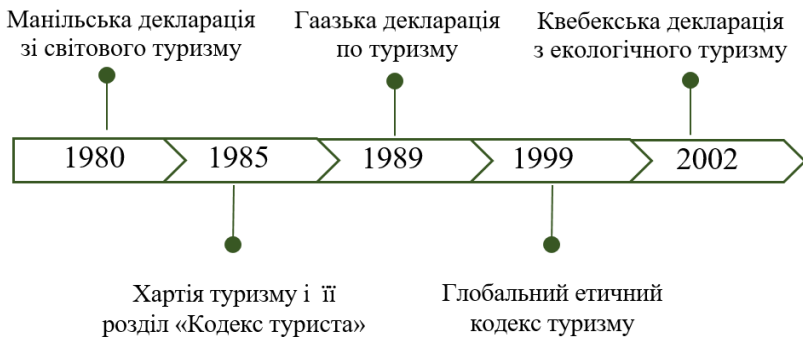 Манільська декларація
зі світового туризму
Гаазька декларація
по туризму
Квебекська декларація
з екологічного туризму
1980
1985
1989
1999
2002
Хартія туризму і її
розділ «Кодекс туриста»
Глобальний етичний
кодекс туризму